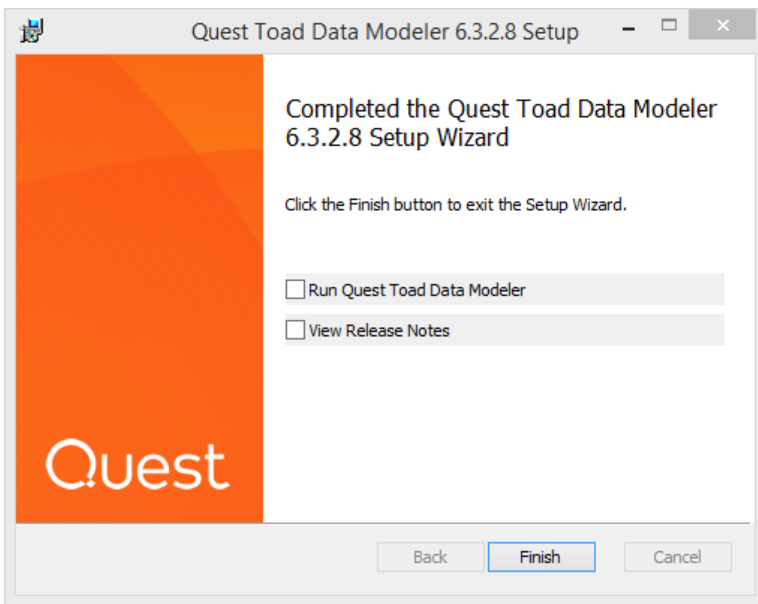 Quest Toad Data Modeler 6.3.2.8 Setup
Completed the Quest Toad Data Modeler
6.3.2.8 Setup Wizard
Click the Finish button to exit the Setup Wizard.
Run Quest Toad Data Modeler
View Release Notes
Quest
Back
Finish
Cancel